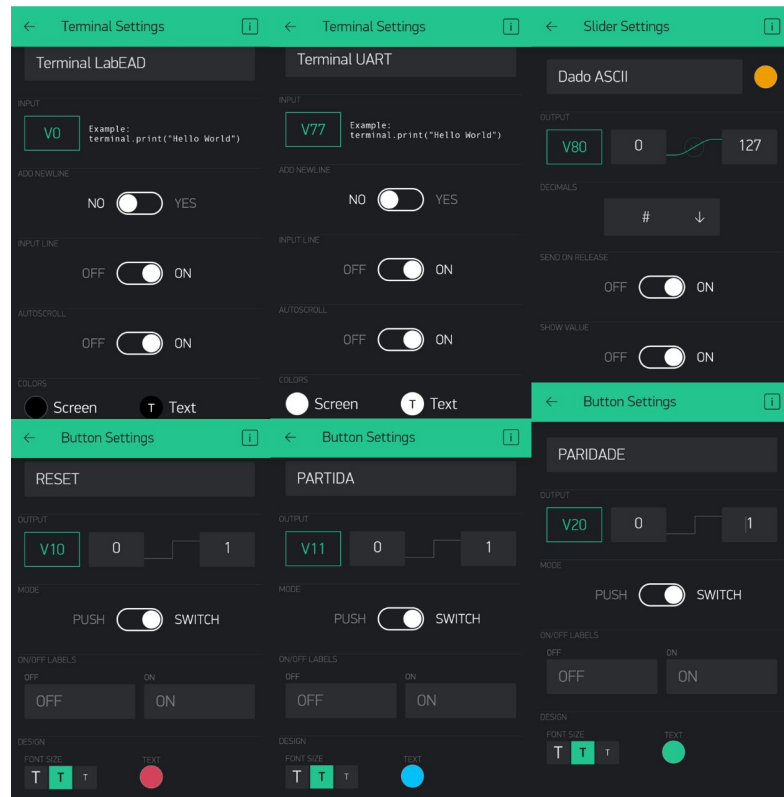 ← Terminal Settings i
Terminal LabEAD
INPUT
V0 Example:
terminal.print("Hello World")
ADD NEWLINE
NO YES
INPUT LINE
OFF ON
AUTOSCROLL
OFF ON
COLORS
Screen T Text
← Terminal Settings i
Terminal UART
INPUT
V77 Example:
terminal.print("Hello World")
ADD NEWLINE
NO YES
INPUT LINE
OFF ON
AUTOSCROLL
OFF ON
COLORS
Screen T Text
← Slider Settings i
Dado ASCII
OUTPUT
V80 0 127
DECIMALS
# ↓
SEND ON RELEASE
OFF ON
SHOW VALUE
OFF ON
← Button Settings i
RESET
OUTPUT
V10 0 1
MODE
PUSH SWITCH
ON/OFF LABELS
OFF ON
OFF ON
DESIGN
FONT SIZE TEXT
T T T
← Button Settings i
PARTIDA
OUTPUT
V11 0 1
MODE
PUSH SWITCH
ON/OFF LABELS
OFF ON
OFF ON
DESIGN
FONT SIZE TEXT
T T T
← Button Settings i
PARIDADE
OUTPUT
V20 0 1
MODE
PUSH SWITCH
ON/OFF LABELS
OFF ON
OFF ON
DESIGN
FONT SIZE TEXT
T T T